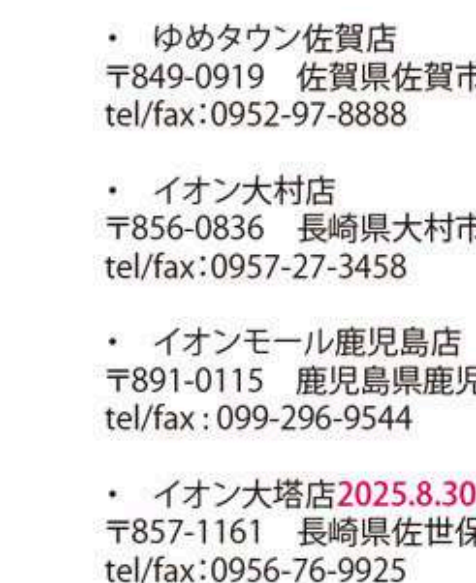 ・ ゆめタウン佐賀店
〒849-0919 佐賀県佐賀市
tel/fax：0952-97-8888
・ イオン大村店
〒856-0836 長崎県大村市
tel/fax：0957-27-3458
・ イオンモール鹿児島店
〒891-0115 鹿児島県鹿児
tel/fax : 099-296-9544
・ イオン大塔店2025.8.30
〒857-1161 長崎県佐世保
tel/fax：0956-76-9925